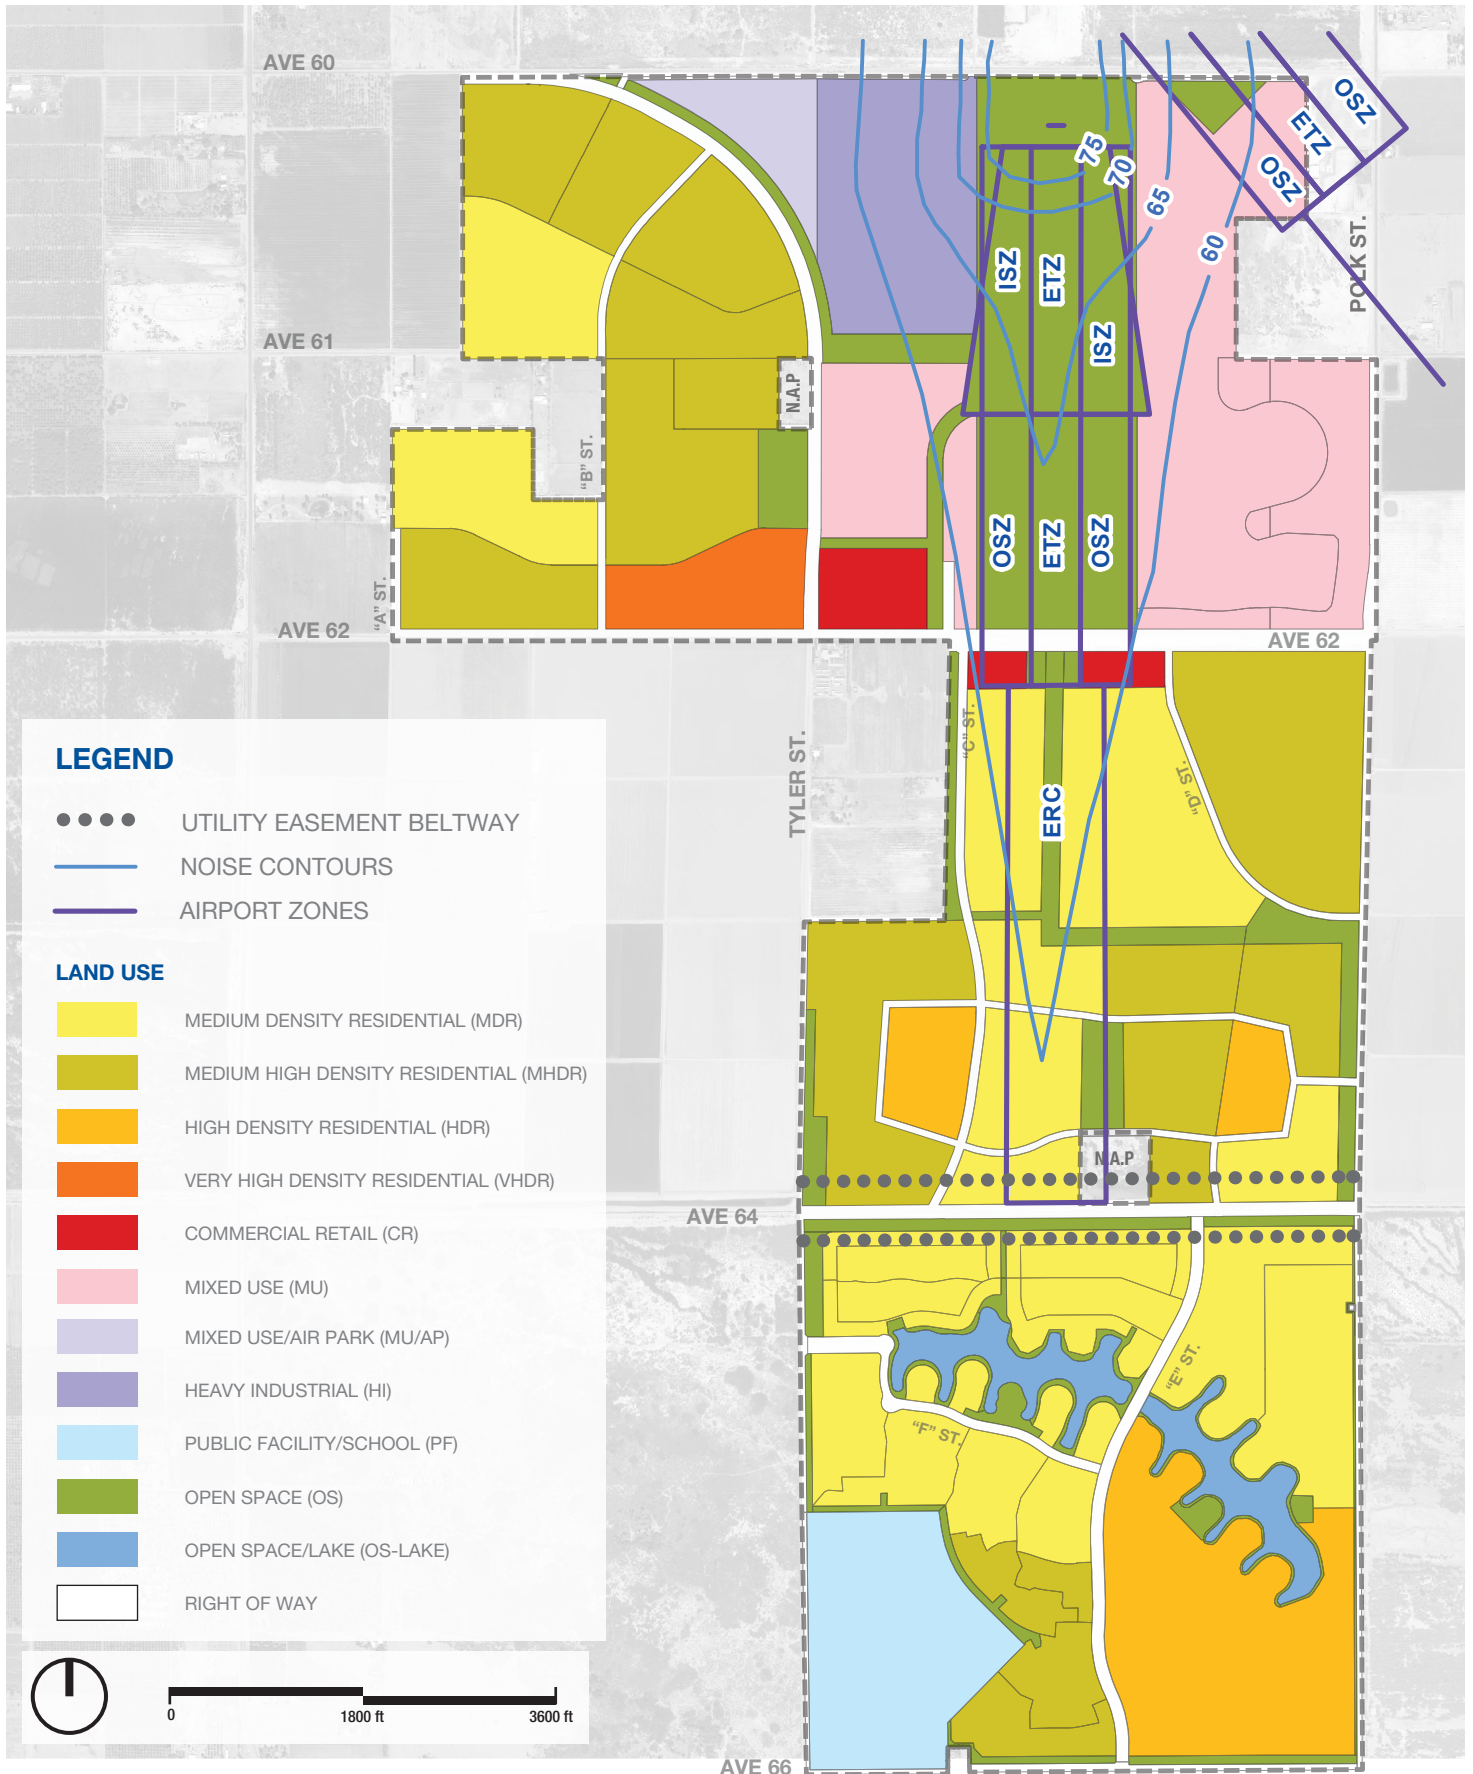 AVE 60
OSZ
ETZ
OSZ
75
70
65
60
POLK ST.
ISZ
ETZ
ISZ
AVE 61
N.A.P
"B" ST.
OSZ
ETZ
OSZ
"A" ST.
AVE 62
AVE 62
"C" ST.
"D" ST.
TYLER ST.
ERC
N.A.P
AVE 64
"E" ST.
"F" ST.
AVE 66
LEGEND
UTILITY EASEMENT BELTWAY
NOISE CONTOURS
AIRPORT ZONES
LAND USE
MEDIUM DENSITY RESIDENTIAL (MDR)
MEDIUM HIGH DENSITY RESIDENTIAL (MHDR)
HIGH DENSITY RESIDENTIAL (HDR)
VERY HIGH DENSITY RESIDENTIAL (VHDR)
COMMERCIAL RETAIL (CR)
MIXED USE (MU)
MIXED USE/AIR PARK (MU/AP)
HEAVY INDUSTRIAL (HI)
PUBLIC FACILITY/SCHOOL (PF)
OPEN SPACE (OS)
OPEN SPACE/LAKE (OS-LAKE)
RIGHT OF WAY
0 1800 ft 3600 ft